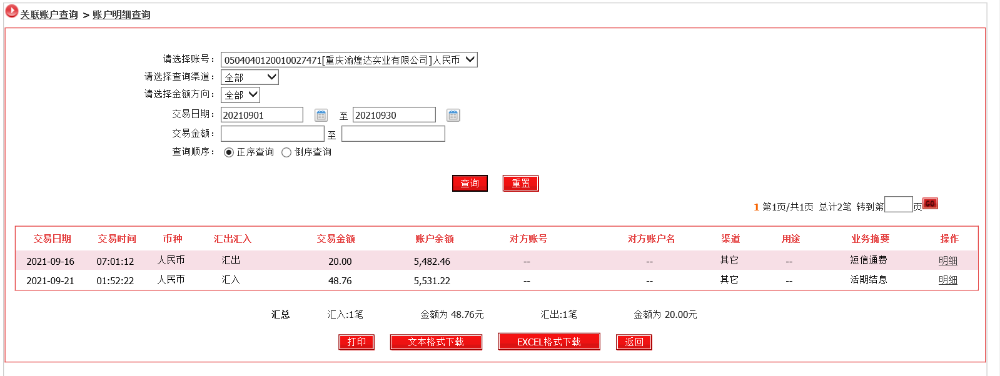 关联账户查询 > 账户明细查询
请选择账号： 0504040120010027471[重庆渝煌达实业有限公司]人民币
请选择查询渠道： 全部
请选择金额方向： 全部
交易日期： 20210901 至 20210930
交易金额： 至
查询顺序： 正序查询 倒序查询
查询 重置
1 第1页/共1页 总计2笔 转到第 页 GO
交易日期 交易时间 币种 汇出汇入 交易金额 账户余额 对方账号 对方账户名 渠道 用途 业务摘要 操作
2021-09-16 07:01:12 人民币 汇出 20.00 5,482.46 -- -- 其它 -- 短信通费 明细
2021-09-21 01:52:22 人民币 汇入 48.76 5,531.22 -- -- 其它 -- 活期结息 明细
汇总 汇入:1笔 金额为 48.76元 汇出:1笔 金额为 20.00元
打印 文本格式下载 EXCEL格式下载 返回